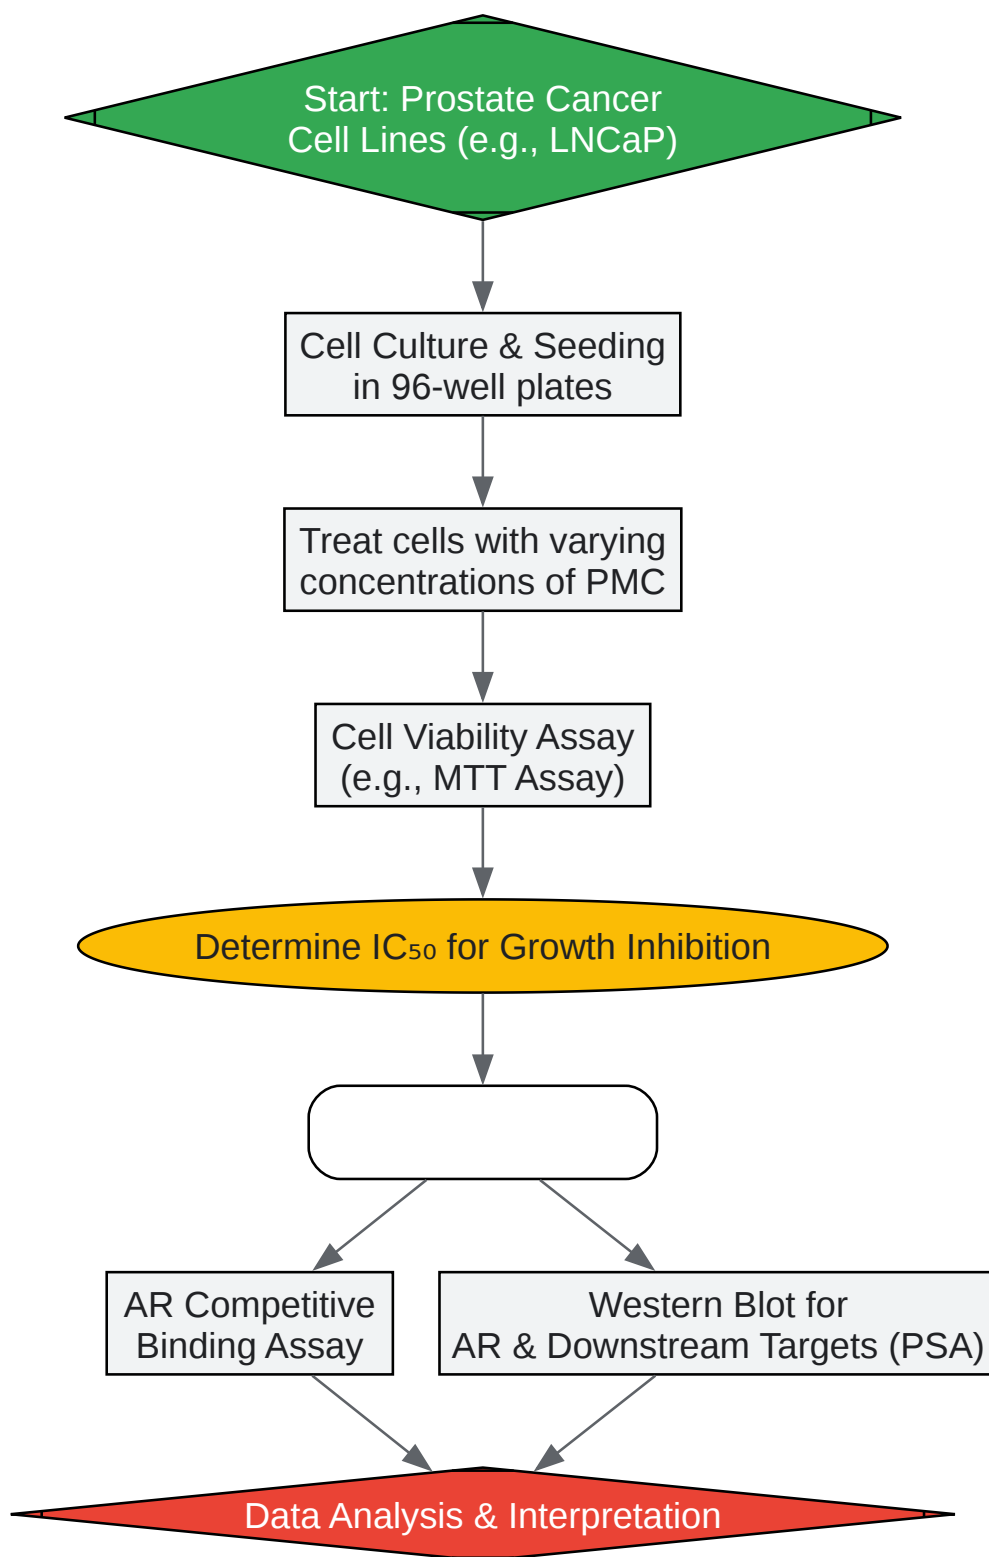 Start: Prostate Cancer
Cell Lines (e.g., LNCaP)
Cell Culture & Seeding
in 96-well plates
Treat cells with varying
concentrations of PMC
Cell Viability Assay
(e.g., MTT Assay)
Determine IC₅₀ for Growth Inhibition
AR Competitive
Binding Assay
Western Blot for
AR & Downstream Targets (PSA)
Data Analysis & Interpretation